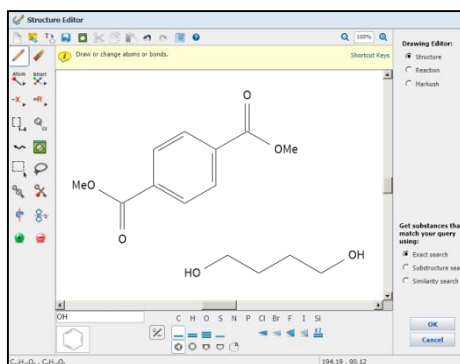 Structure Editor
100%
Draw or change atoms or bonds.
Shortcut Keys
Drawing Editor:
Structure
Reaction
Markush
Atom
Short
O
OMe
MeO
O
HO
OH
Get substances that
match your query
using:
Exact search
Substructure sea
Similarity search
OH
C H O S N P Cl Br F I Si
OK
Cancel
194.19 , 90.12